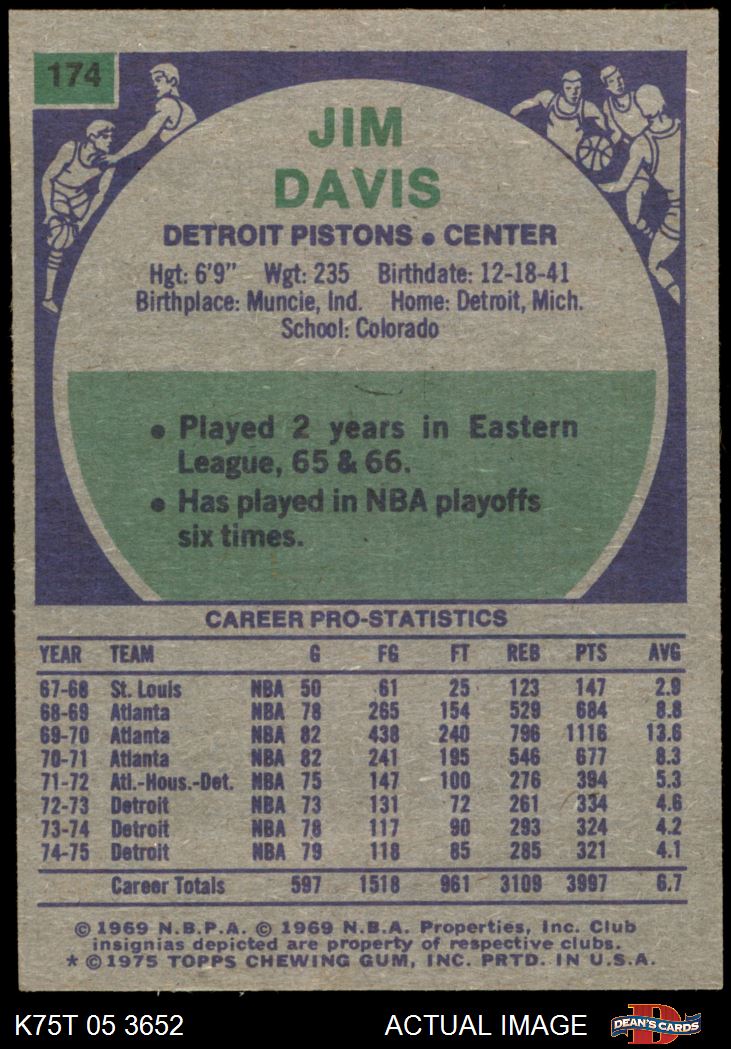 174
JIM
DAVIS
DETROIT PISTONS • CENTER
Hgt: 6'9" Wgt: 235 Birthdate: 12-18-41
Birthplace: Muncie, Ind. Home: Detroit, Mich.
School: Colorado
• Played 2 years in Eastern
League, 65 & 66.
• Has played in NBA playoffs
six times.
CAREER PRO-STATISTICS
YEAR TEAM G FG FT REB PTS AVG
67-68 St. Louis NBA 50 61 25 123 147 2.9
68-69 Atlanta NBA 78 265 154 529 684 8.8
69-70 Atlanta NBA 82 438 240 796 1116 13.6
70-71 Atlanta NBA 82 241 195 546 677 8.3
71-72 Atl.-Hous.-Det. NBA 75 147 100 276 394 5.3
72-73 Detroit NBA 73 131 72 261 334 4.6
73-74 Detroit NBA 78 117 90 293 324 4.2
74-75 Detroit NBA 79 118 85 285 321 4.1
Career Totals 597 1518 961 3109 3997 6.7
© 1969 N.B.P.A. © 1969 N.B.A. Properties, Inc. Club
insignias depicted are property of respective clubs.
* © 1975 TOPPS CHEWING GUM, INC. PRTD. IN U.S.A.
K75T 05 3652 ACTUAL IMAGE DEAN'S CARDS